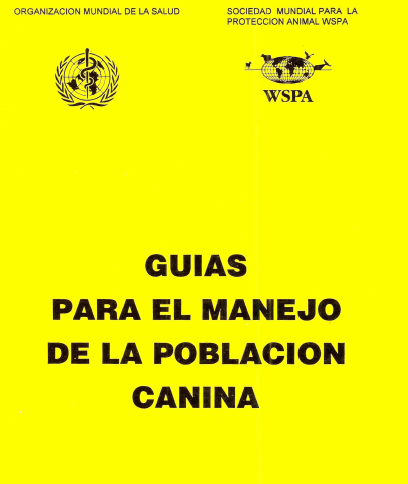 ORGANIZACION MUNDIAL DE LA SALUD
SOCIEDAD MUNDIAL PARA LA
PROTECCION ANIMAL WSPA
WSPA
GUIAS
PARA EL MANEJO
DE LA POBLACION
CANINA